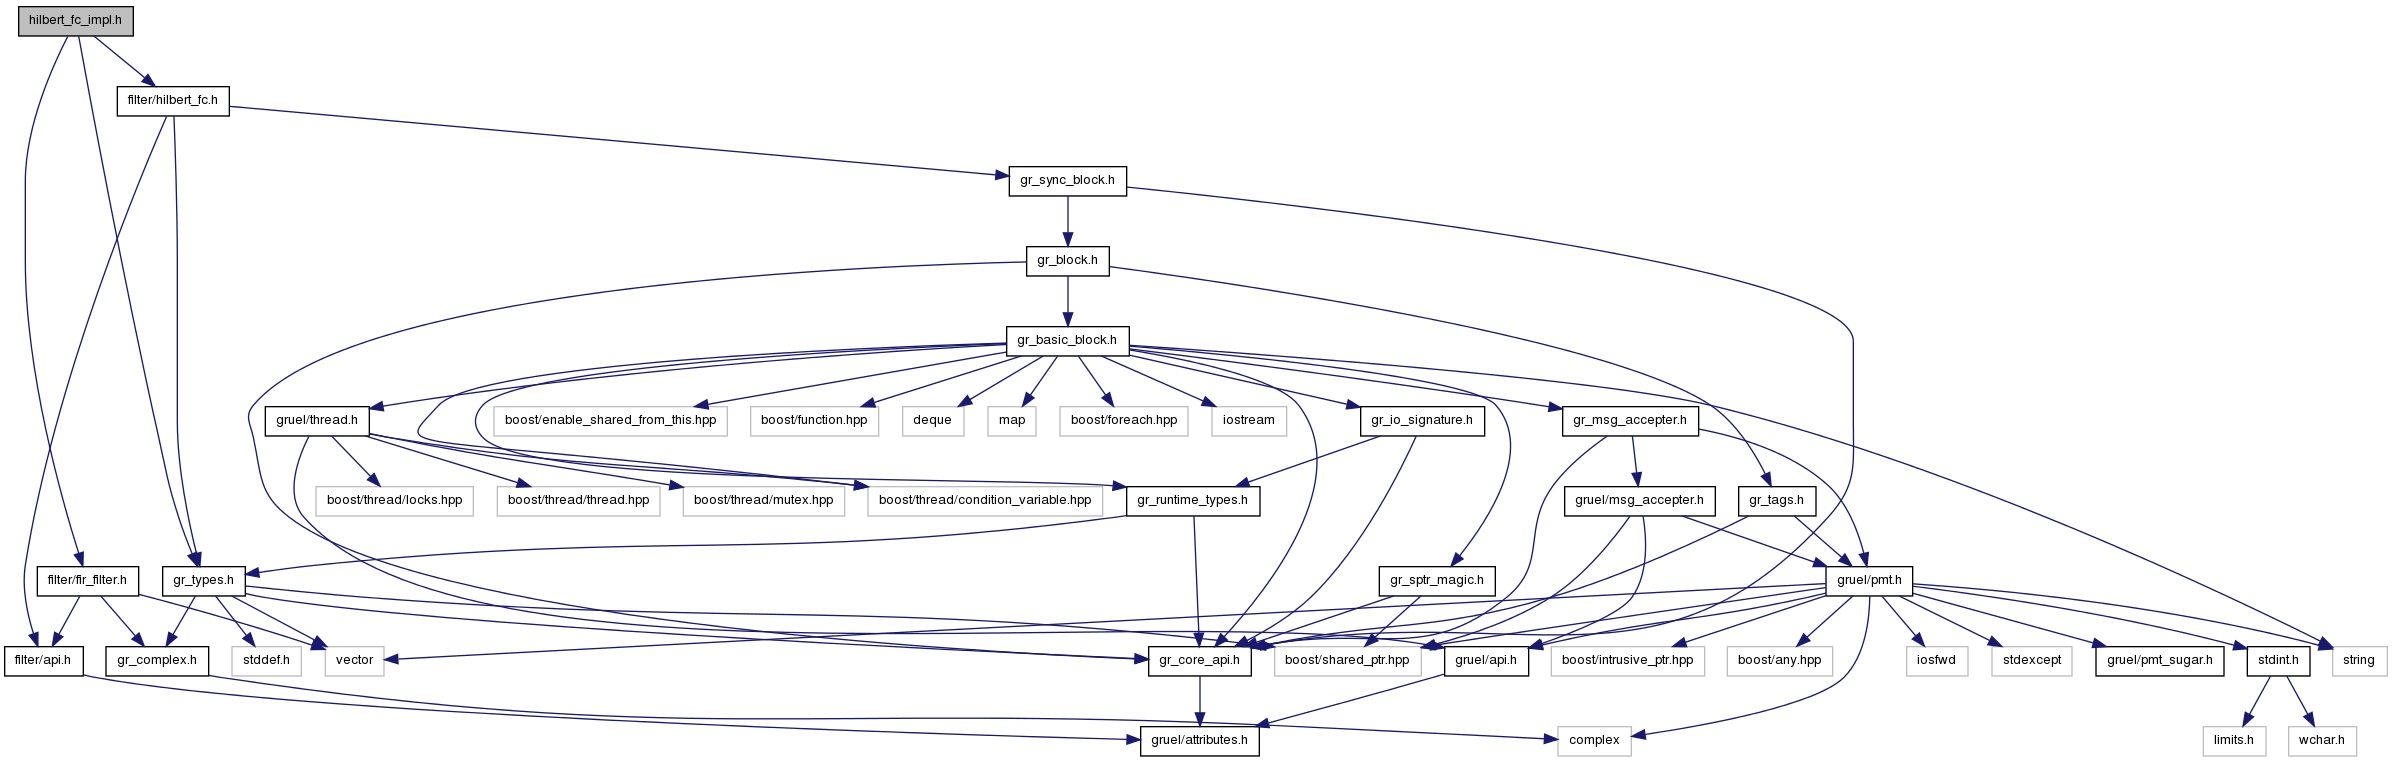 hilbert_fc_impl.h
filter/hilbert_fc.h
gr_sync_block.h
gr_block.h
gr_basic_block.h
gruel/thread.h
boost/enable_shared_from_this.hpp
boost/function.hpp
deque
map
boost/foreach.hpp
iostream
gr_io_signature.h
gr_msg_accepter.h
boost/thread/locks.hpp
boost/thread/thread.hpp
boost/thread/mutex.hpp
boost/thread/condition_variable.hpp
gr_runtime_types.h
gruel/msg_accepter.h
gr_tags.h
filter/fir_filter.h
gr_types.h
gr_sptr_magic.h
gruel/pmt.h
filter/api.h
gr_complex.h
stddef.h
vector
gr_core_api.h
boost/shared_ptr.hpp
gruel/api.h
boost/intrusive_ptr.hpp
boost/any.hpp
iosfwd
stdexcept
gruel/pmt_sugar.h
stdint.h
string
gruel/attributes.h
complex
limits.h
wchar.h